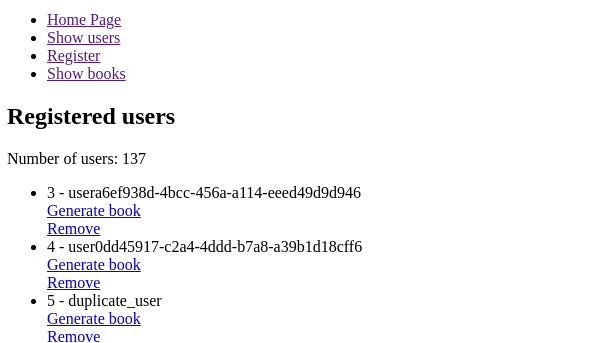 Home Page
Show users
Register
Show books
Registered users
Number of users: 137
3 - usera6ef938d-4bcc-456a-a114-eeed49d9d946
Generate book
Remove
4 - user0dd45917-c2a4-4ddd-b7a8-a39b1d18cff6
Generate book
Remove
5 - duplicate_user
Generate book
Remove